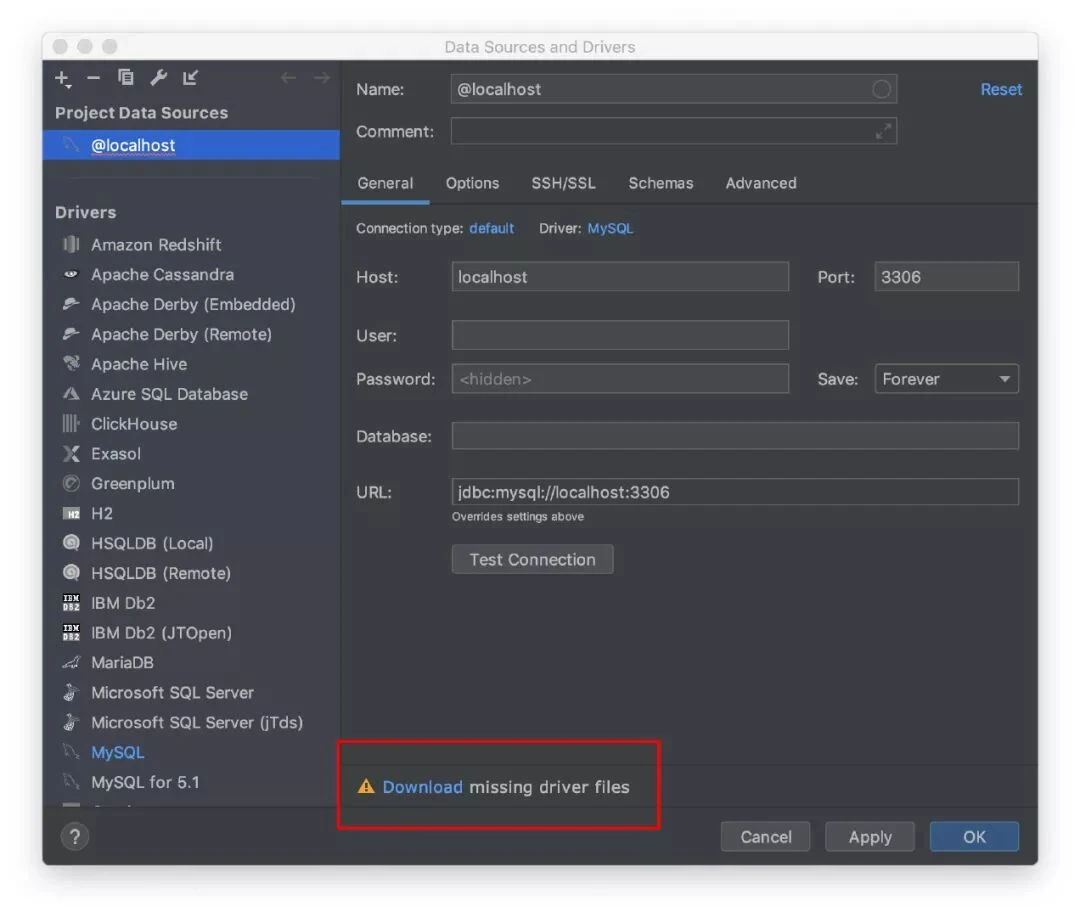 Data Sources and Drivers
Project Data Sources
@localhost
Drivers
Amazon Redshift
Apache Cassandra
Apache Derby (Embedded)
Apache Derby (Remote)
Apache Hive
Azure SQL Database
ClickHouse
Exasol
Greenplum
H2
HSQLDB (Local)
HSQLDB (Remote)
IBM Db2
IBM Db2 (JTOpen)
MariaDB
Microsoft SQL Server
Microsoft SQL Server (jTds)
MySQL
MySQL for 5.1
?
Name: @localhost Reset
Comment:
General Options SSH/SSL Schemas Advanced
Connection type: default Driver: MySQL
Host: localhost Port: 3306
User:
Password: <hidden> Save: Forever
Database:
URL: jdbc:mysql://localhost:3306
Overrides settings above
Test Connection
Download missing driver files
Cancel Apply OK